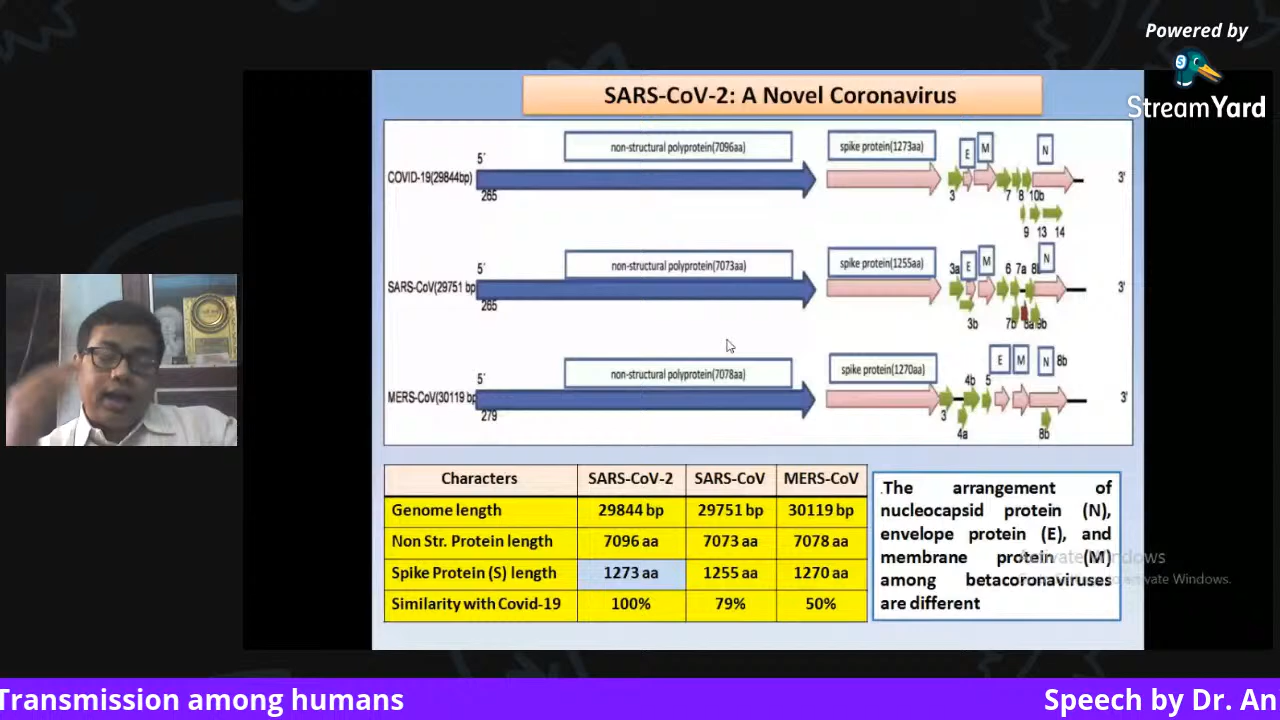 Powered by
StreamYard
SARS-CoV-2: A Novel Coronavirus
non-structural polyprotein(7096aa)
spike protein(1273aa)
E
M
N
5´
COVID-19(29844bp)
3'
265
3
7
8
10b
9
13
14
non-structural polyprotein(7073aa)
spike protein(1255aa)
3a
E
M
6
7a
N
5´
SARS-CoV(29751 bp)
3'
265
3b
7b
9b
non-structural polyprotein(7078aa)
spike protein(1270aa)
E
M
N
8b
5´
4b
5
MERS-CoV(30119 bp
3'
279
3
4a
8b
Characters SARS-CoV-2 SARS-CoV MERS-CoV
Genome length 29844 bp 29751 bp 30119 bp
Non Str. Protein length 7096 aa 7073 aa 7078 aa
Spike Protein (S) length 1273 aa 1255 aa 1270 aa
Similarity with Covid-19 100% 79% 50%
.The arrangement of
nucleocapsid protein (N),
envelope protein (E), and
membrane protein (M)
among betacoronaviruses
are different
Activate Windows
to activate Windows.
Transmission among humans
Speech by Dr. An